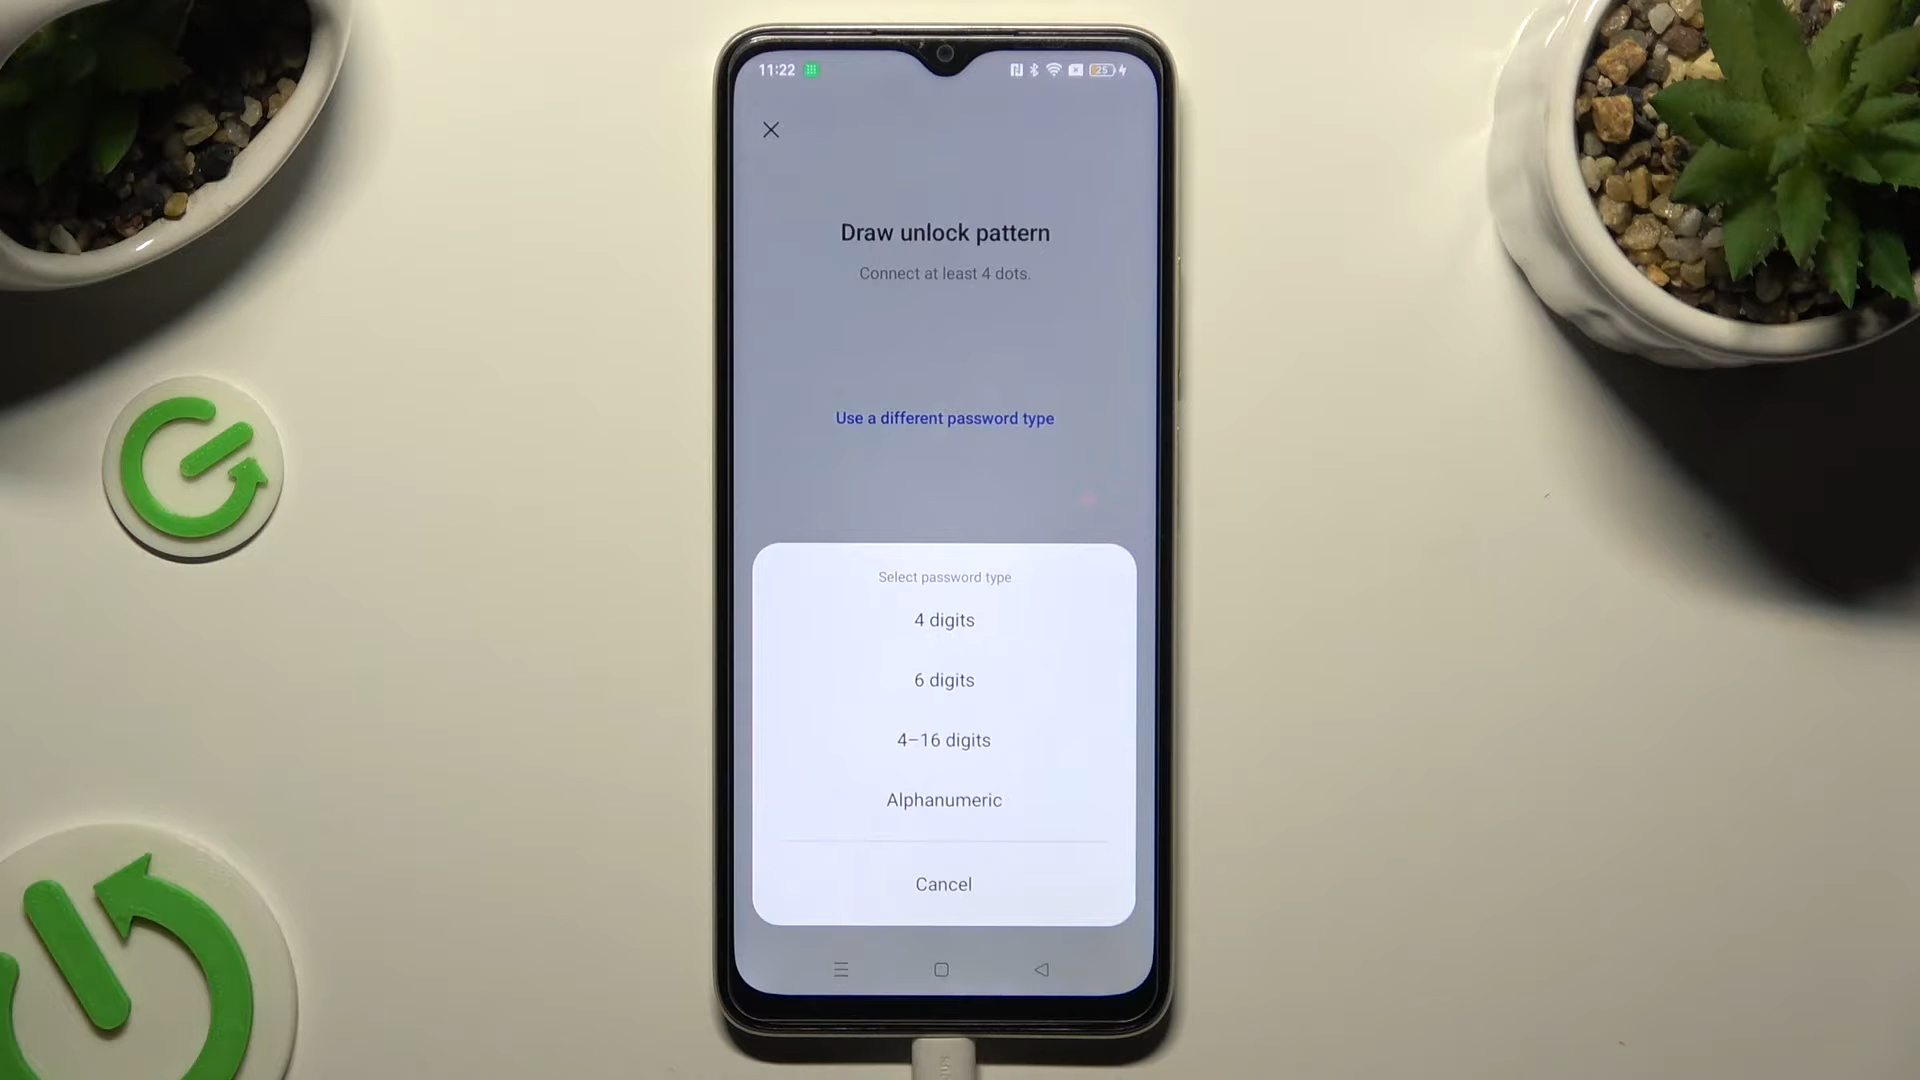 11:22
25
Draw unlock pattern
Connect at least 4 dots.
Use a different password type
Select password type
4 digits
6 digits
4–16 digits
Alphanumeric
Cancel